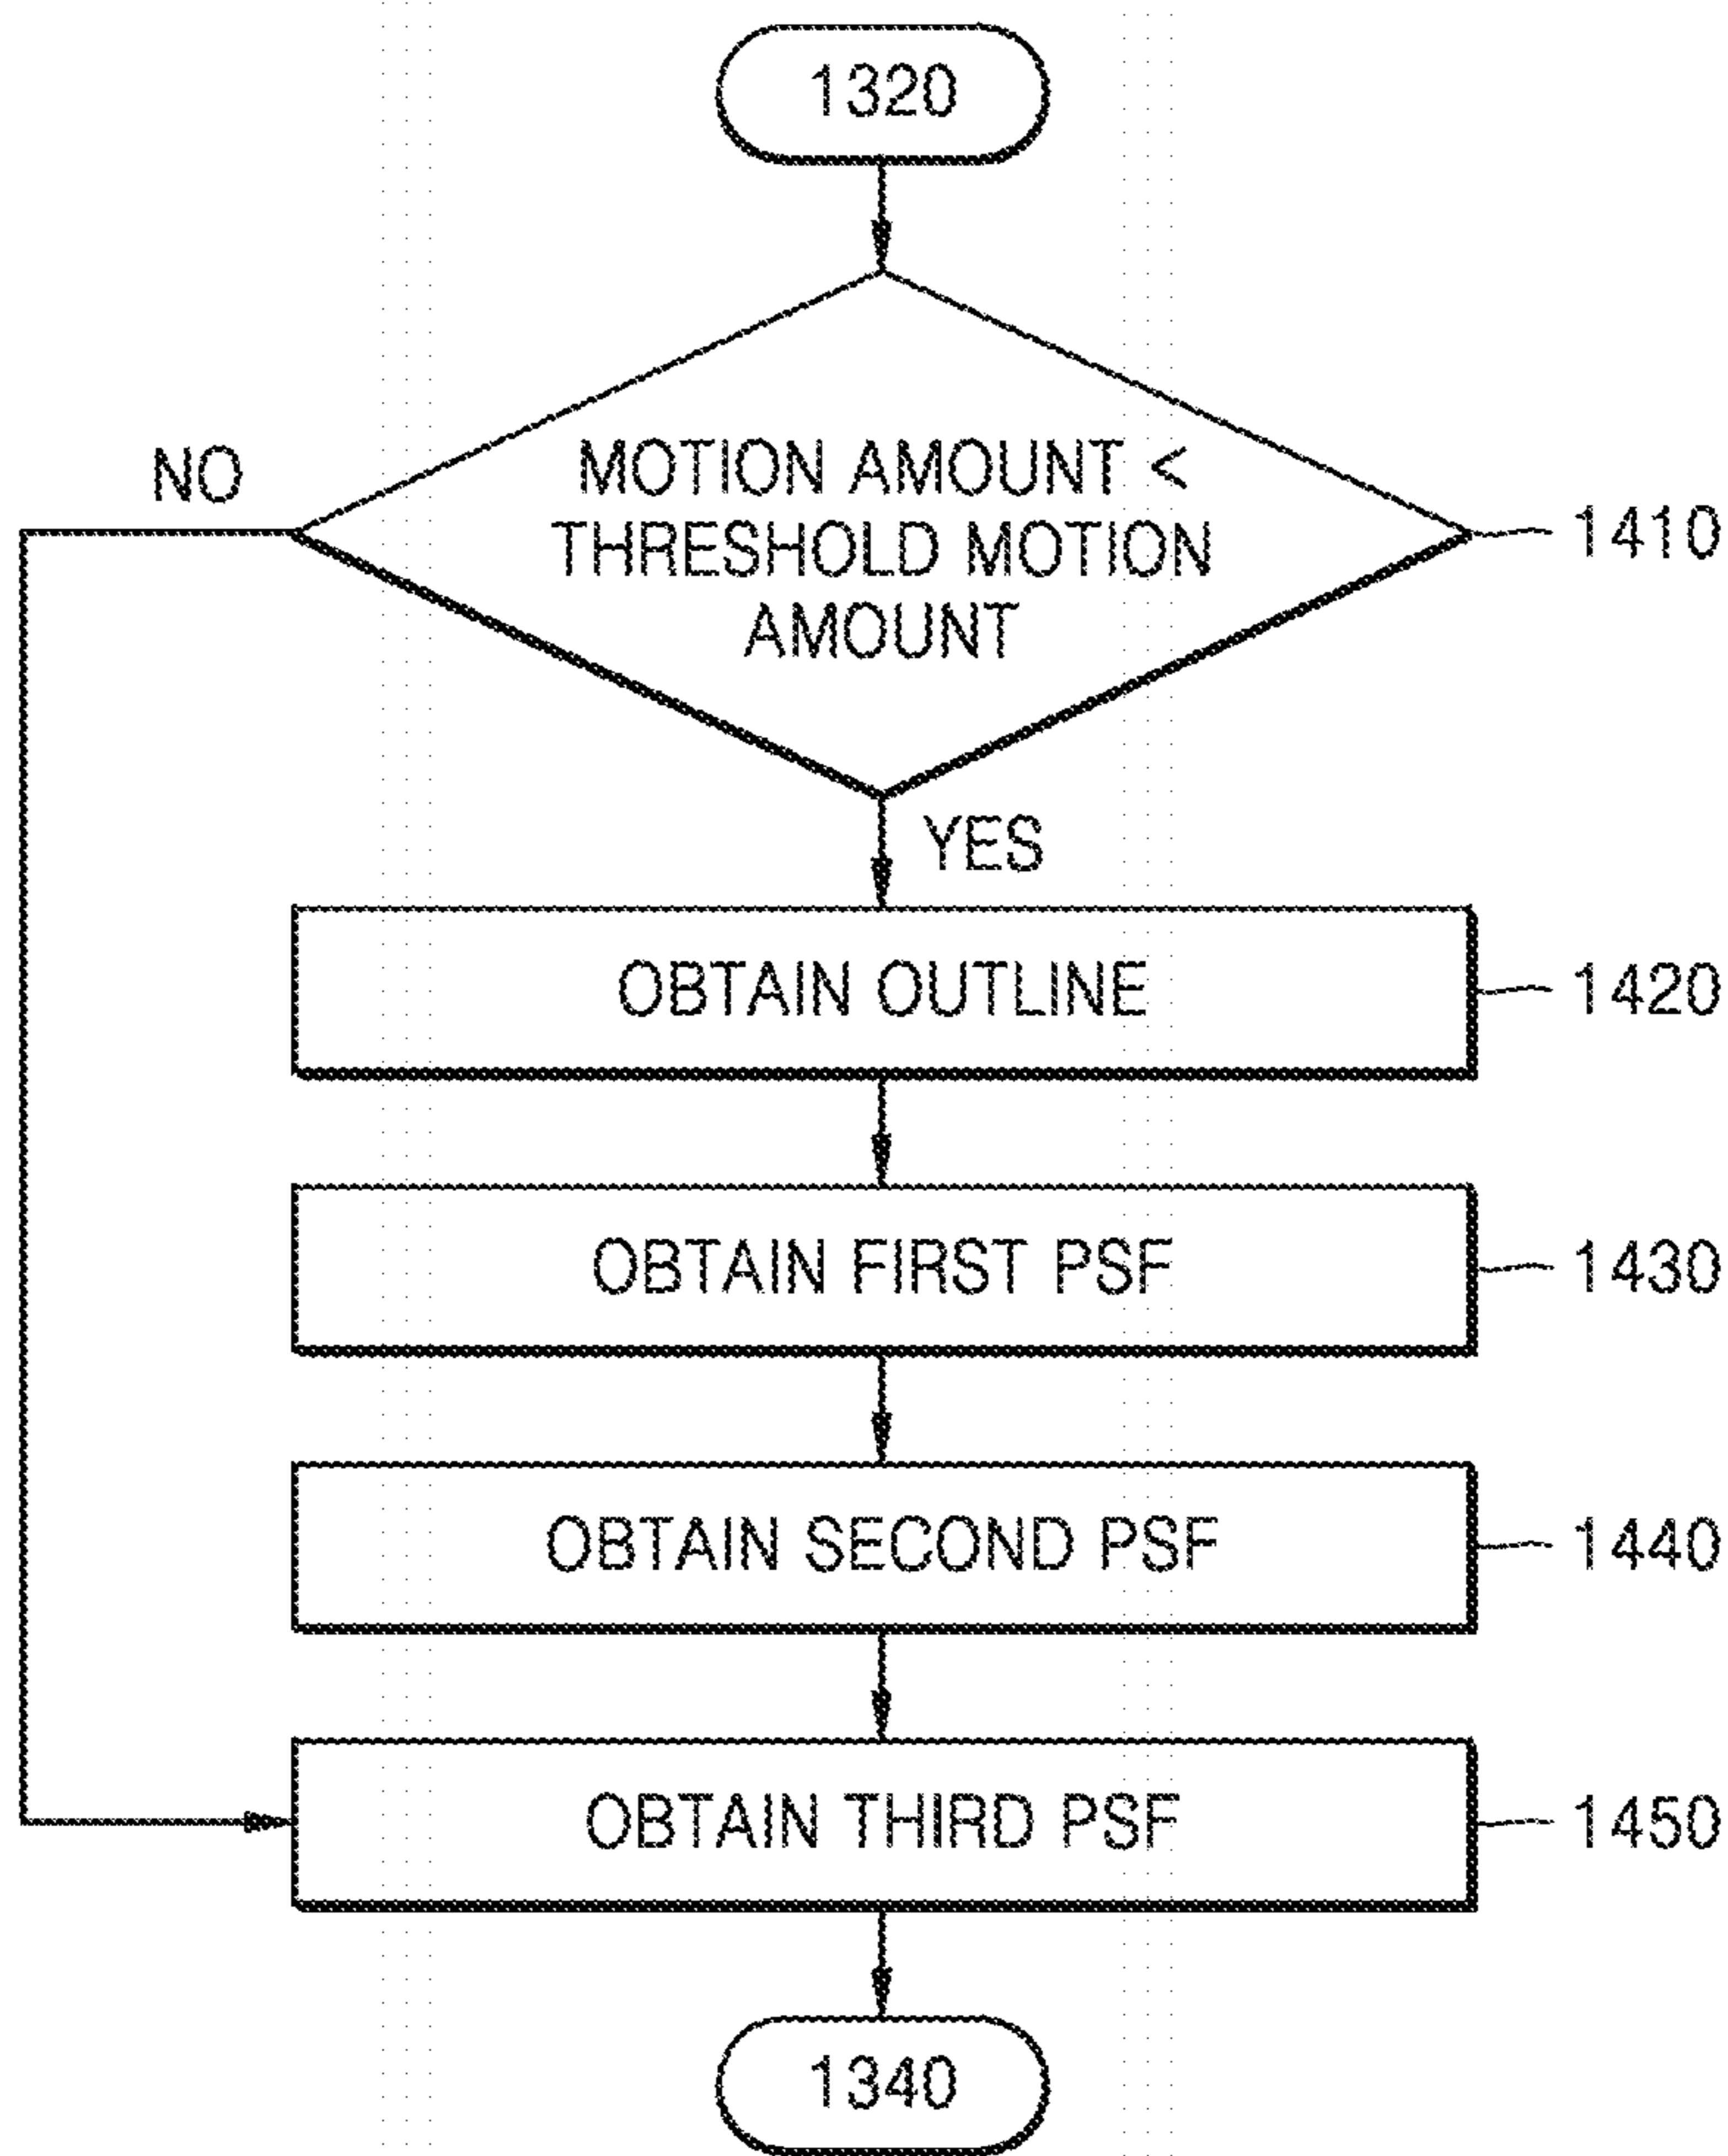 1320
NO
MOTION AMOUNT <
THRESHOLD MOTION
AMOUNT
1410
YES
OBTAIN OUTLINE
1420
OBTAIN FIRST PSF
1430
OBTAIN SECOND PSF
1440
OBTAIN THIRD PSF
1450
1340